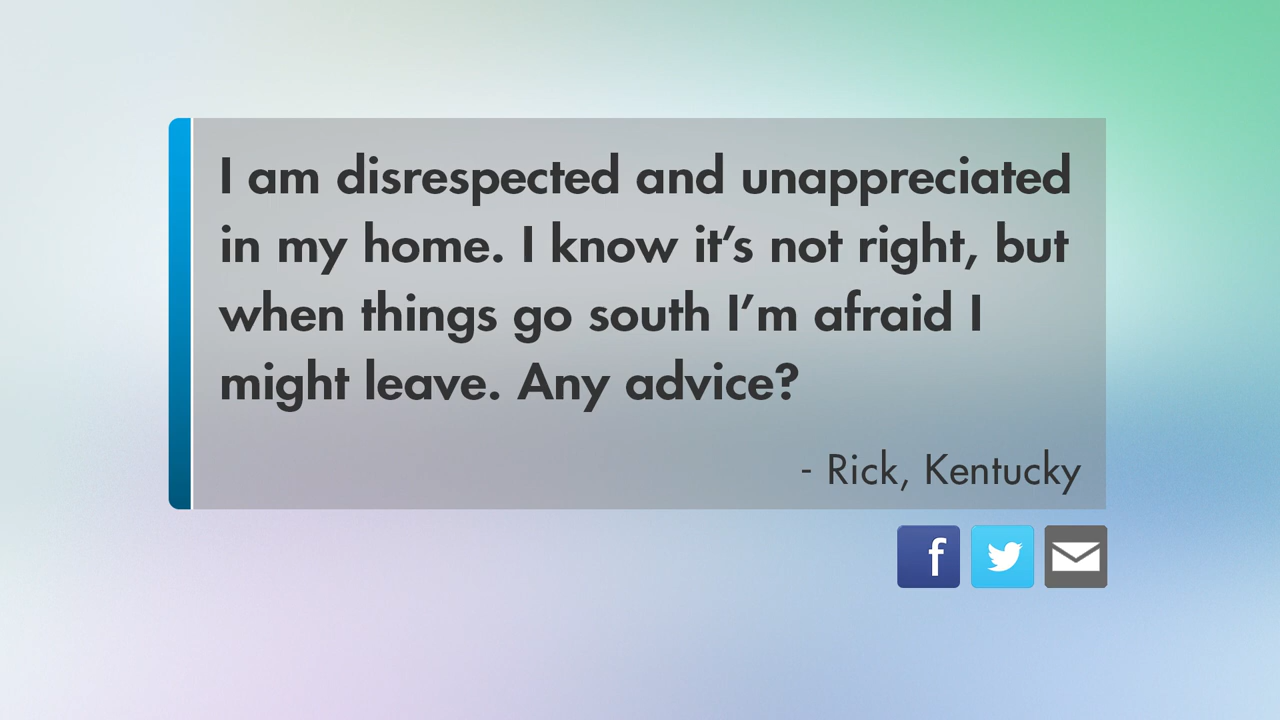 I am disrespected and unappreciated
in my home. I know it’s not right, but
when things go south I’m afraid I
might leave. Any advice?
- Rick, Kentucky
f